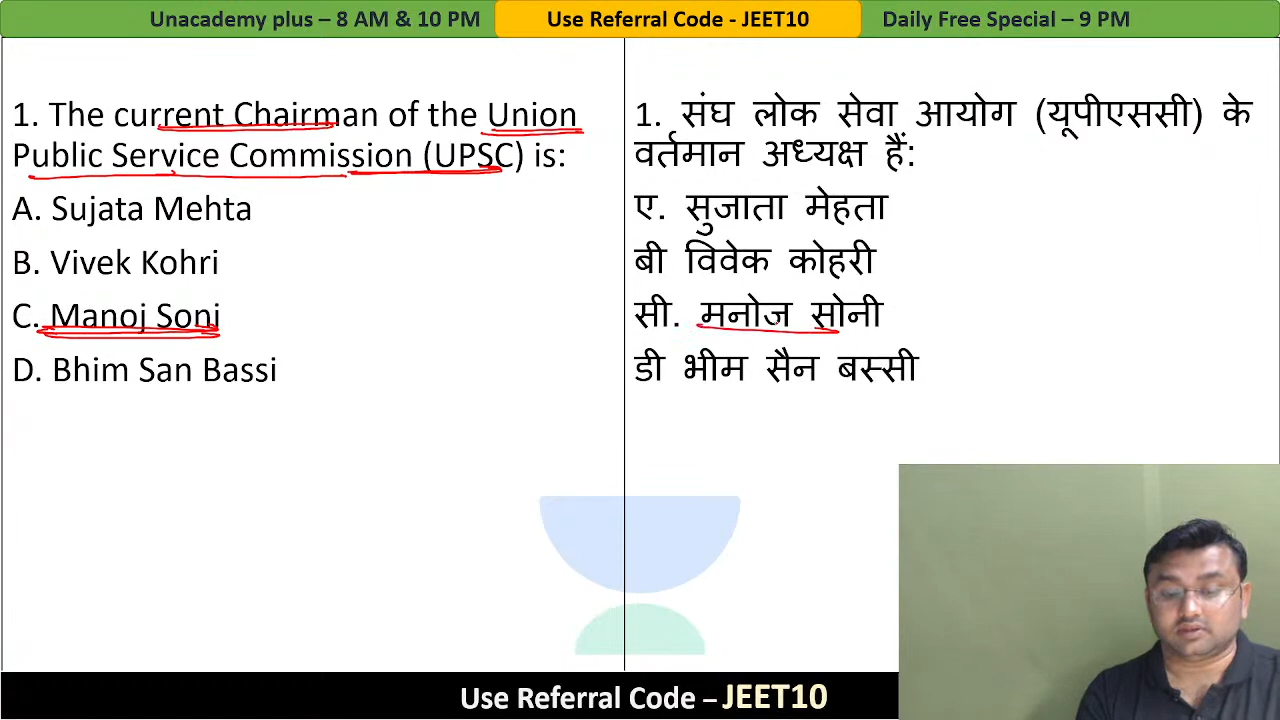 Unacademy plus – 8 AM & 10 PM
Use Referral Code - JEET10
Daily Free Special – 9 PM
1. The current Chairman of the Union
Public Service Commission (UPSC) is:
A. Sujata Mehta
B. Vivek Kohri
C. Manoj Soni
D. Bhim San Bassi
1. संघ लोक सेवा आयोग (यूपीएससी) के
वर्तमान अध्यक्ष हैं:
ए. सुजाता मेहता
बी विवेक कोहरी
सी. मनोज सोनी
डी भीम सैन बस्सी
Use Referral Code – JEET10